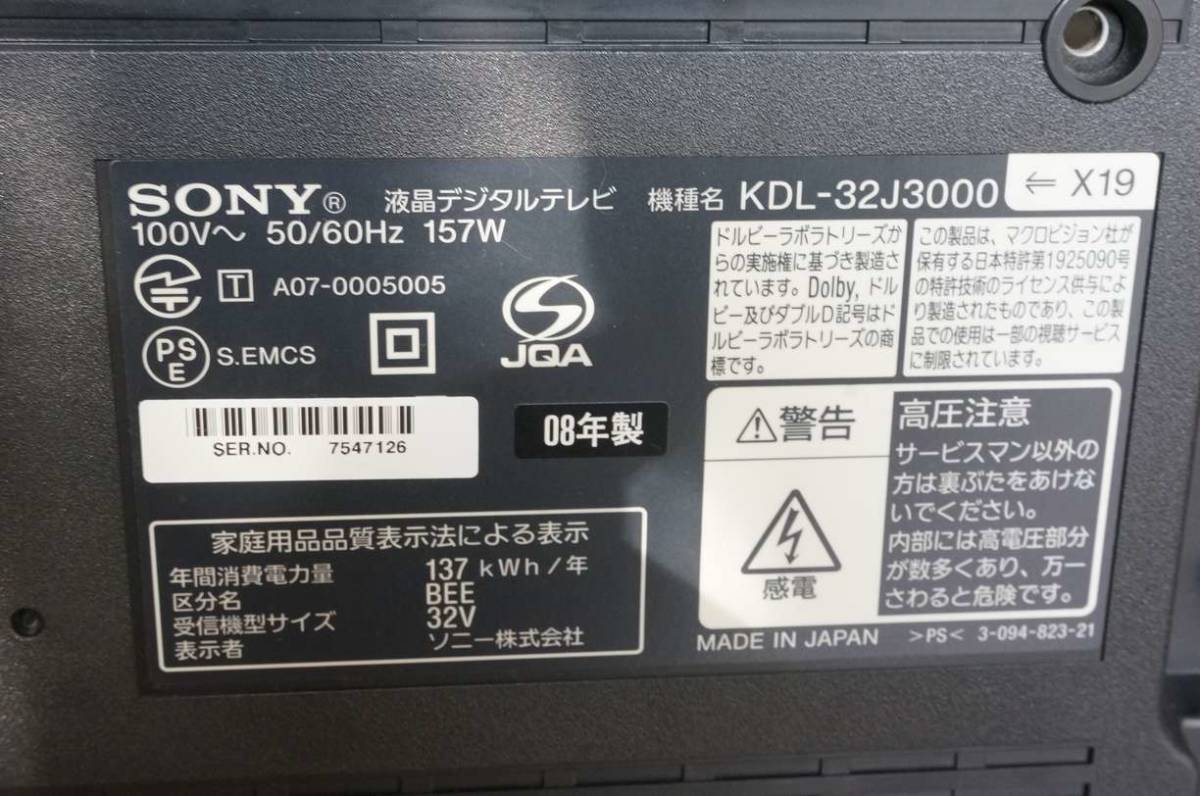 SONY® 液晶デジタルテレビ 機種名 KDL-32J3000 ⇐ X19
100V～ 50/60Hz 157W
T A07-0005005
PS
E
S.EMCS
JQA
SER.NO. 7547126
08年製
ドルビーラボラトリーズか
らの実施権に基づき製造さ
れています。Dolby, ドル
ビー及びダブルD記号はド
ルビーラボラトリーズの商
標です。
この製品は、マクロビジョン社が
保有する日本特許第1925090号
の特許技術のライセンス供与によ
り製造されたものであり、この製
品での使用は一部の視聴サービス
に制限されています。
⚠警告
感電
高圧注意
サービスマン以外の
方は裏ぶたをあけな
いでください。
内部には高電圧部分
が数多くあり、万一
さわると危険です。
家庭用品品質表示法による表示
年間消費電力量 137 kWh/年
区分名 BEE
受信機型サイズ 32V
表示者 ソニー株式会社
MADE IN JAPAN >PS< 3-094-823-21